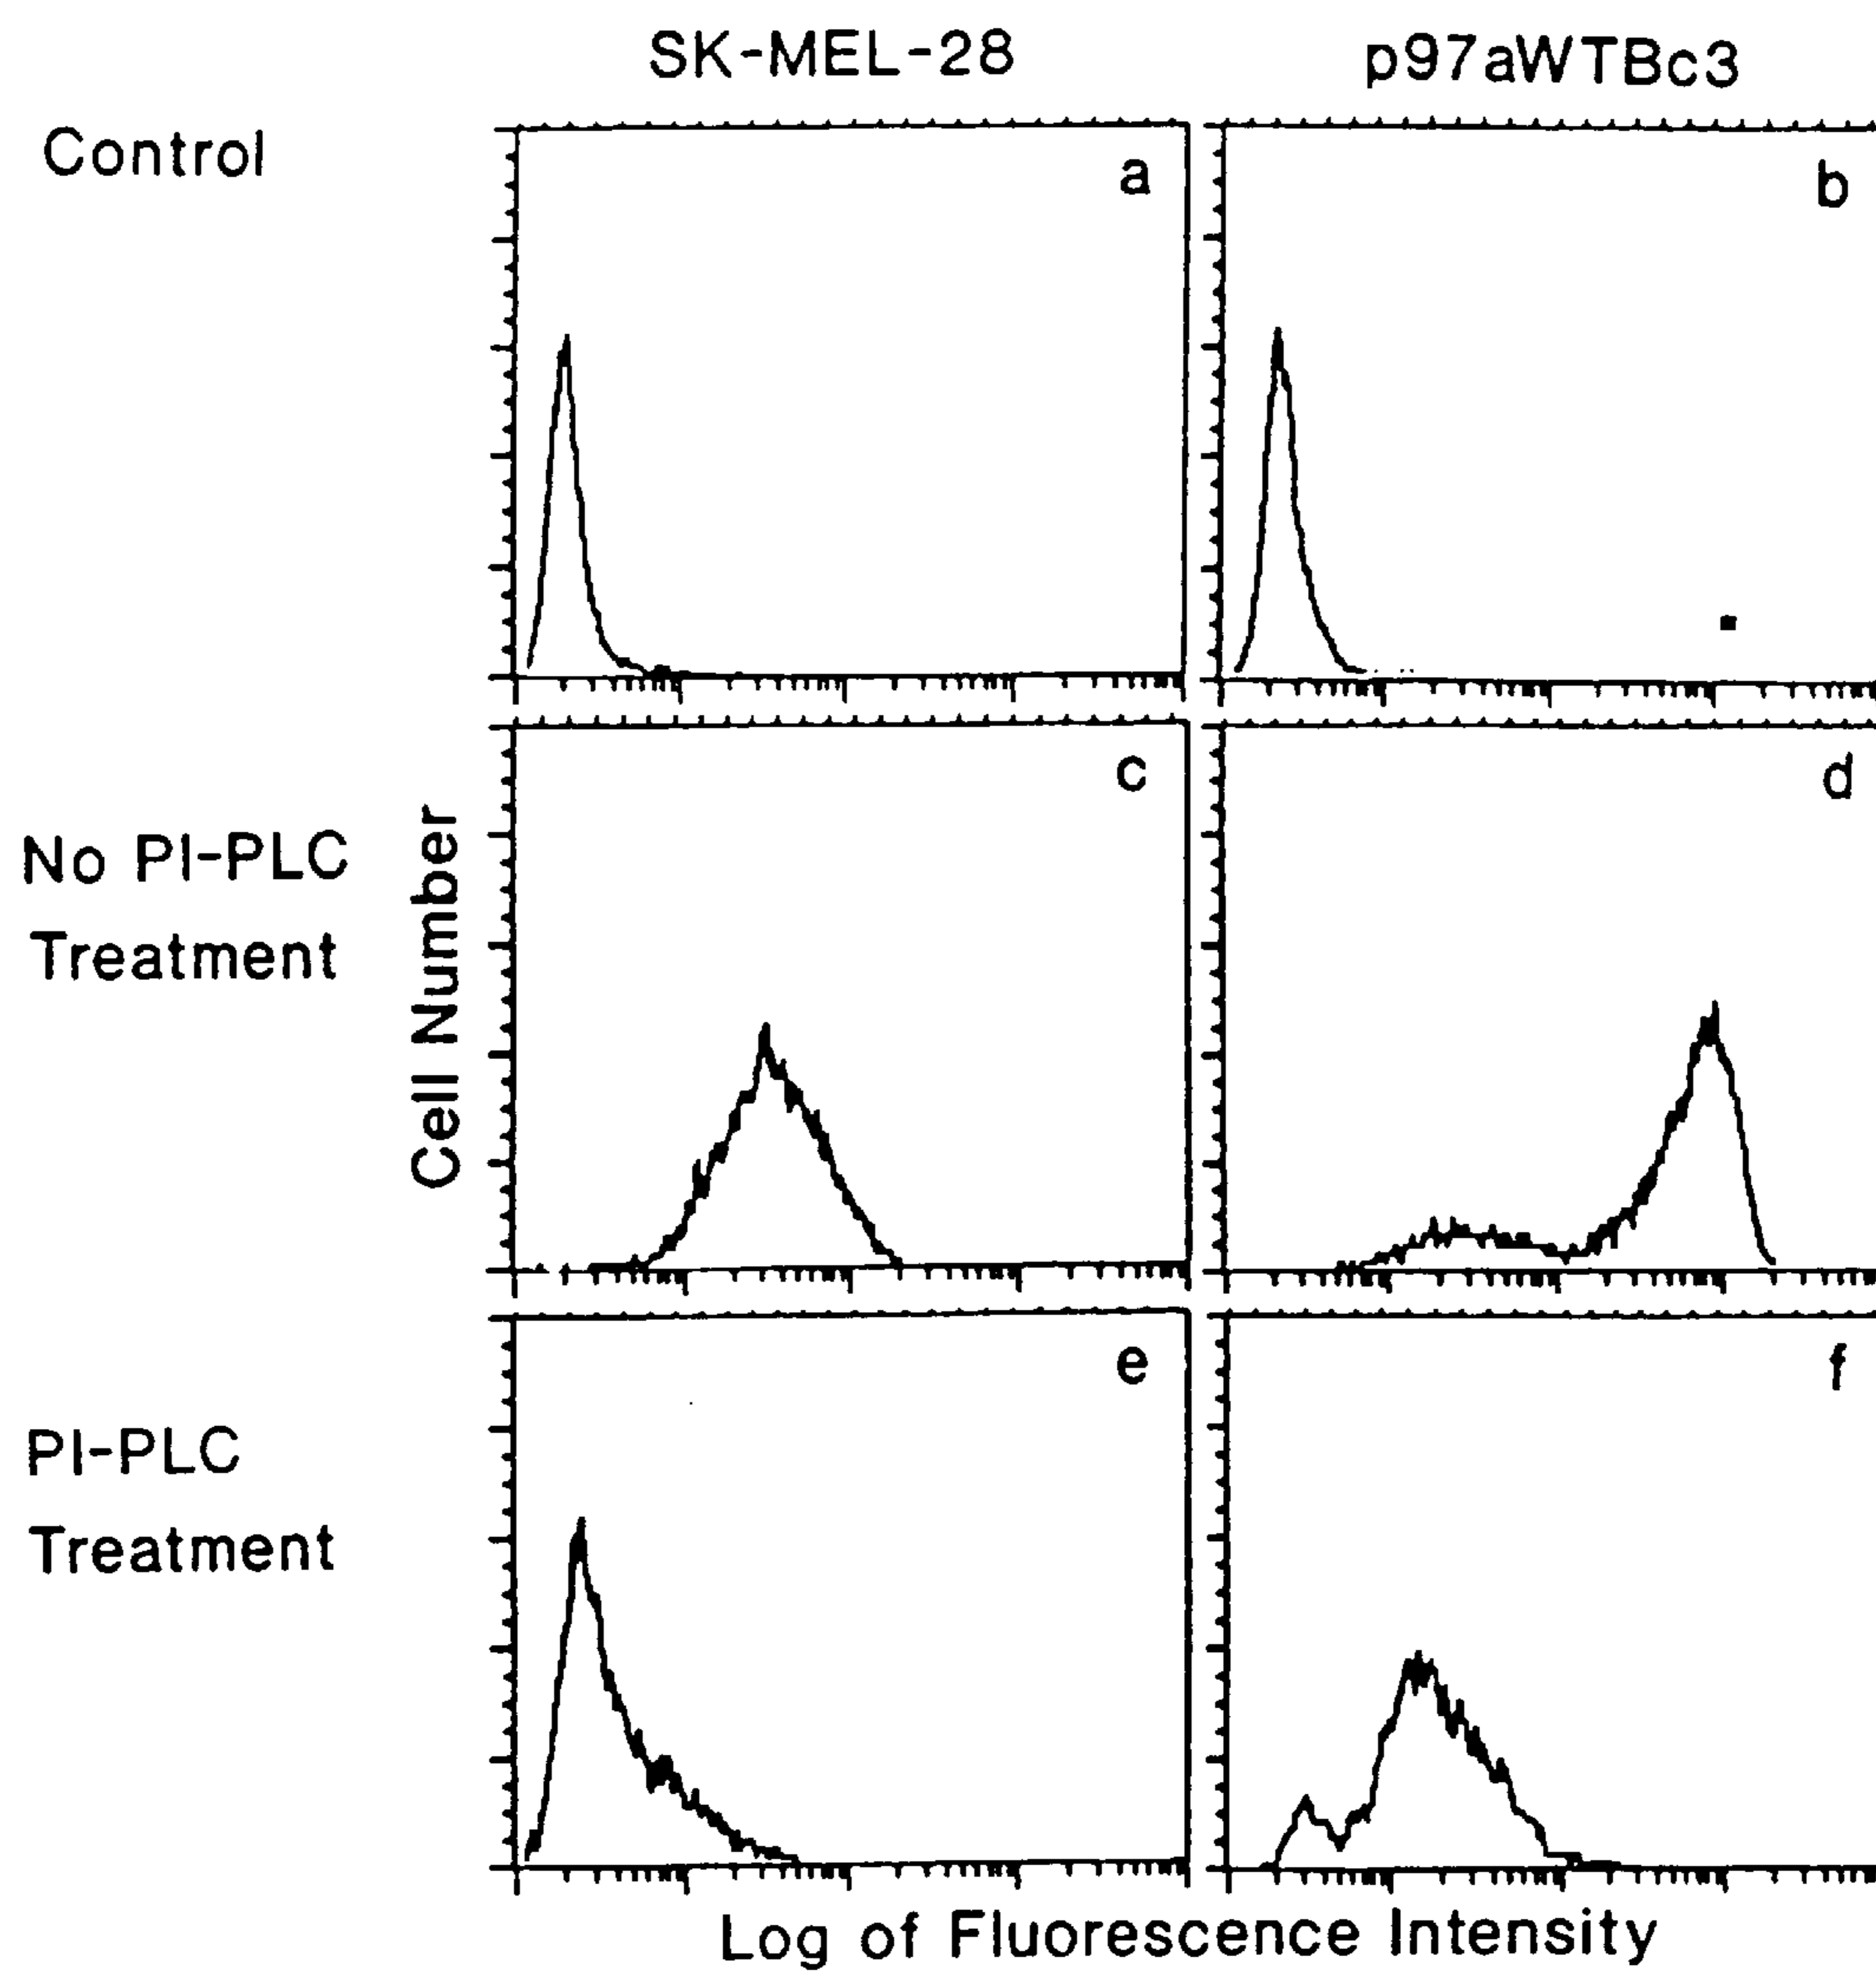 SK-MEL-28
p97aWTBc3
Control
a
b
No PI-PLC
Treatment
Cell Number
c
d
PI-PLC
Treatment
e
f
Log of Fluorescence Intensity